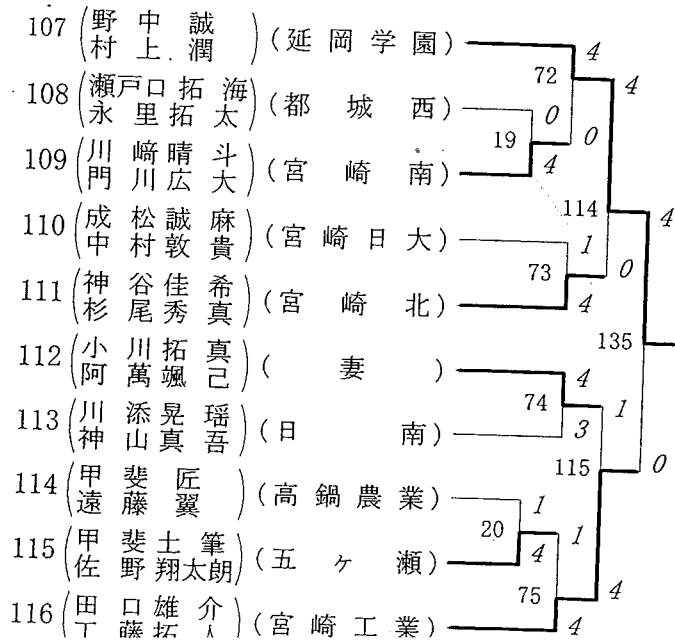 107 (野中誠 村上潤) (延岡学園)
108 (瀬戸口拓海 永里拓太) (都城西)
109 (川﨑晴斗 門川広大) (宮崎南)
110 (成松誠麻 中村敦貴) (宮崎日大)
111 (神谷佳希 杉尾秀真) (宮崎北)
112 (小川拓真 阿萬颯己) (妻)
113 (川添晃瑶 神山真吾) (日南)
114 (甲斐匠 遠藤翼) (高鍋農業)
115 (甲斐士筆 佐野翔太朗) (五ヶ瀬)
116 (田口雄介 工藤拓人) (宮崎工業)
4
72
4
0
0
19
4
114
4
1
0
73
4
135
4
1
74
3
115
0
1
20
1
4
75
4
4